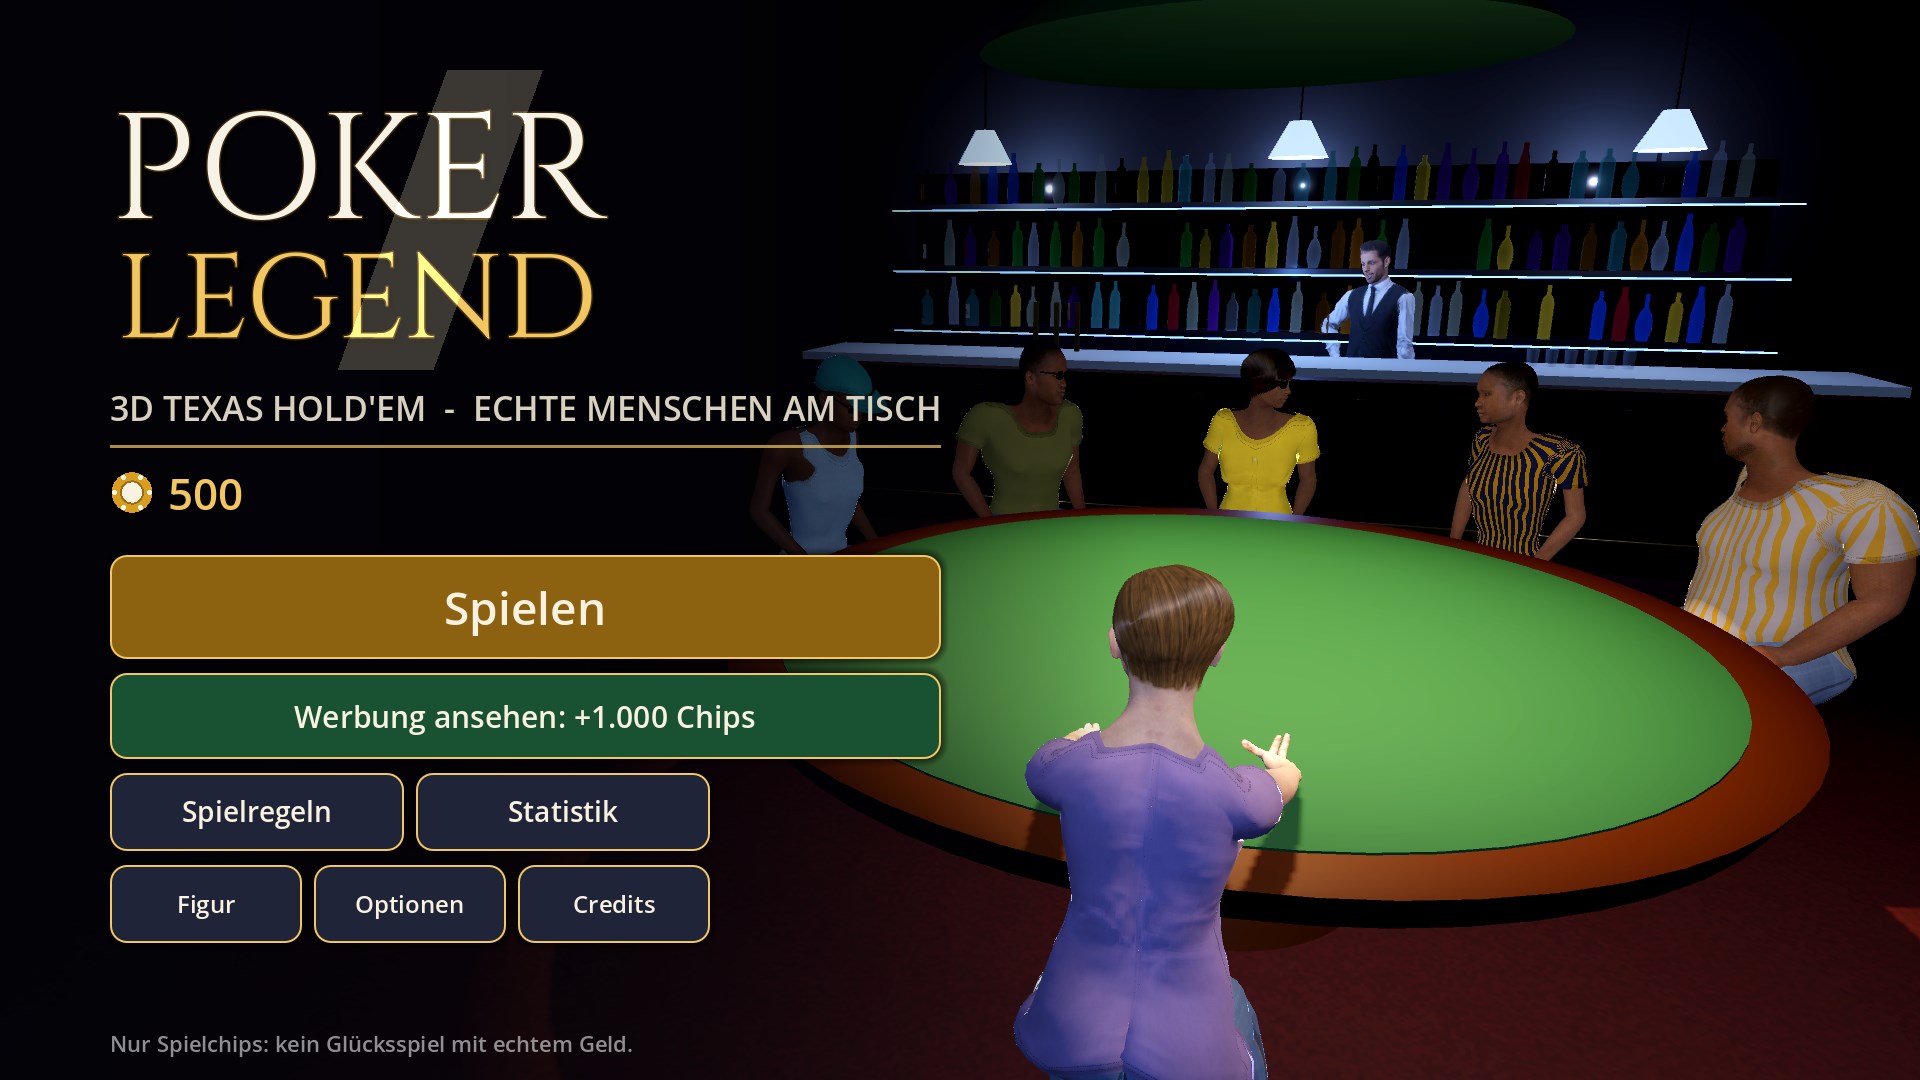 POKER
LEGEND
3D TEXAS HOLD'EM - ECHTE MENSCHEN AM TISCH
500
Spielen
Werbung ansehen: +1.000 Chips
Spielregeln
Statistik
Figur
Optionen
Credits
Nur Spielchips: kein Glücksspiel mit echtem Geld.